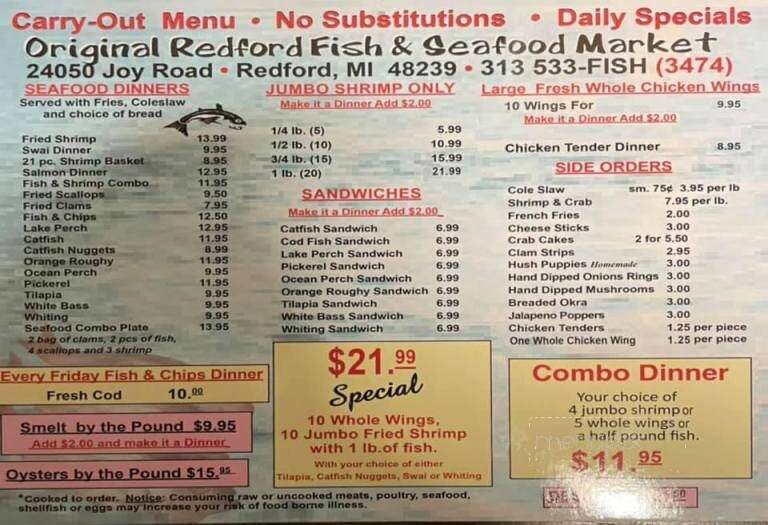 Carry-Out Menu • No Substitutions • Daily Specials
Original Redford Fish & Seafood Market
24050 Joy Road • Redford, MI 48239 • 313 533-FISH (3474)
SEAFOOD DINNERS
Served with Fries, Coleslaw
and choice of bread
Fried Shrimp 13.99
Swai Dinner 9.95
21 pc. Shrimp Basket 8.95
Salmon Dinner 12.95
Fish & Shrimp Combo 11.95
Fried Scallops 9.50
Fried Clams 7.95
Fish & Chips 12.50
Lake Perch 12.95
Catfish 11.95
Catfish Nuggets 8.99
Orange Roughy 11.95
Ocean Perch 9.95
Pickerel 11.95
Tilapia 9.95
White Bass 9.95
Whiting 9.95
Seafood Combo Plate 13.95
2 bag of clams, 2 pcs of fish,
4 scallops and 3 shrimp
Every Friday Fish & Chips Dinner
Fresh Cod 10.00
Smelt by the Pound $9.95
Add $2.00 and make it a Dinner
Oysters by the Pound $15.95
JUMBO SHRIMP ONLY
Make it a Dinner Add $2.00
1/4 lb. (5) 5.99
1/2 lb. (10) 10.99
3/4 lb. (15) 15.99
1 lb. (20) 21.99
SANDWICHES
Make it a Dinner Add $2.00
Catfish Sandwich 6.99
Cod Fish Sandwich 6.99
Lake Perch Sandwich 6.99
Pickerel Sandwich 6.99
Ocean Perch Sandwich 6.99
Orange Roughy Sandwich 6.99
Tilapia Sandwich 6.99
White Bass Sandwich 6.99
Whiting Sandwich 6.99
$21.99
Special
10 Whole Wings,
10 Jumbo Fried Shrimp
with 1 lb.of fish.
With your choice of either
Tilapia, Catfish Nuggets, Swai or Whiting
Large Fresh Whole Chicken Wings
10 Wings For 9.95
Make it a Dinner Add $2.00
Chicken Tender Dinner 8.95
SIDE ORDERS
Cole Slaw sm. 75¢ 3.95 per lb
Shrimp & Crab 7.95 per lb.
French Fries 2.00
Cheese Sticks 3.00
Crab Cakes 2 for 5.50
Clam Strips 2.95
Hush Puppies Homemade 3.00
Hand Dipped Onions Rings 3.00
Hand Dipped Mushrooms 3.00
Breaded Okra 3.00
Jalapeno Poppers 3.00
Chicken Tenders 1.25 per piece
One Whole Chicken Wing 1.25 per piece
Combo Dinner
Your choice of
4 jumbo shrimp or
5 whole wings or
a half pound fish.
$11.95
*Cooked to order. Notice: Consuming raw or uncooked meats, poultry, seafood,
shellfish or eggs may increase your risk of food borne illness.